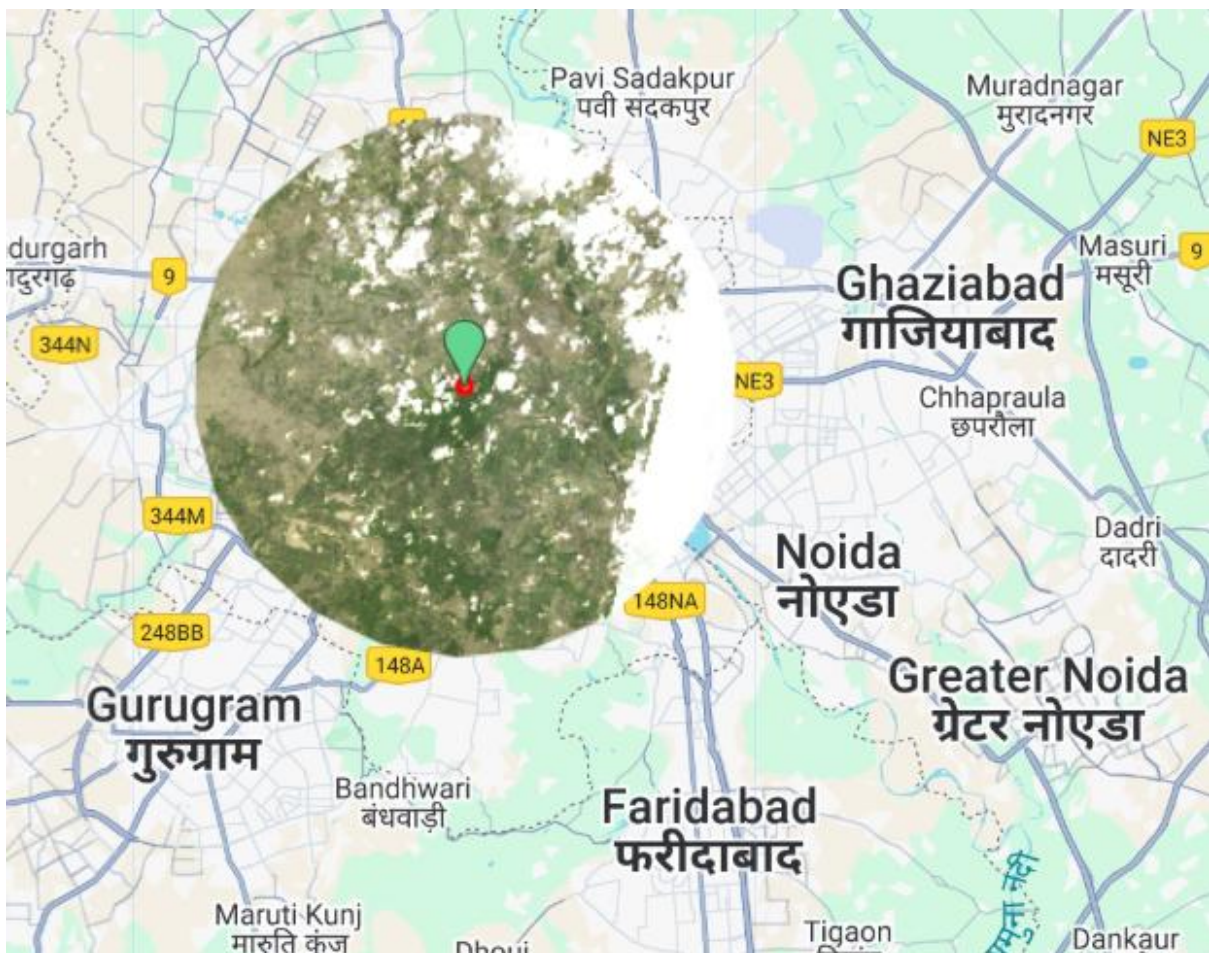 Pavi Sadakpur
पवी सदकपुर
Muradnagar
मुरादनगर
NE3
durgarh
ादुरगढ़
9
Masuri
मसूरी
9
Ghaziabad
गाजियाबाद
344N
NE3
Chhapraula
छपरौला
344M
Dadri
दादरी
Noida
नोएडा
148NA
248BB
148A
Greater Noida
ग्रेटर नोएडा
Gurugram
गुरुग्राम
Bandhwari
बंधवाड़ी
Faridabad
फरीदाबाद
Maruti Kunj
मारुति कुंज
Tigaon
Dankaur